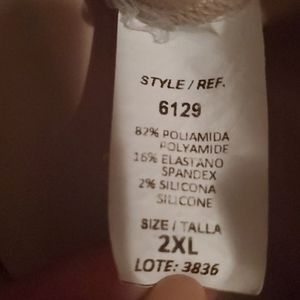 STYLE / REF.
6129
82% POLIAMIDA
POLYAMIDE
16% ELASTANO
SPANDEX
2% SILICONA
SILICONE
SIZE / TALLA
2XL
LOTE: 3836